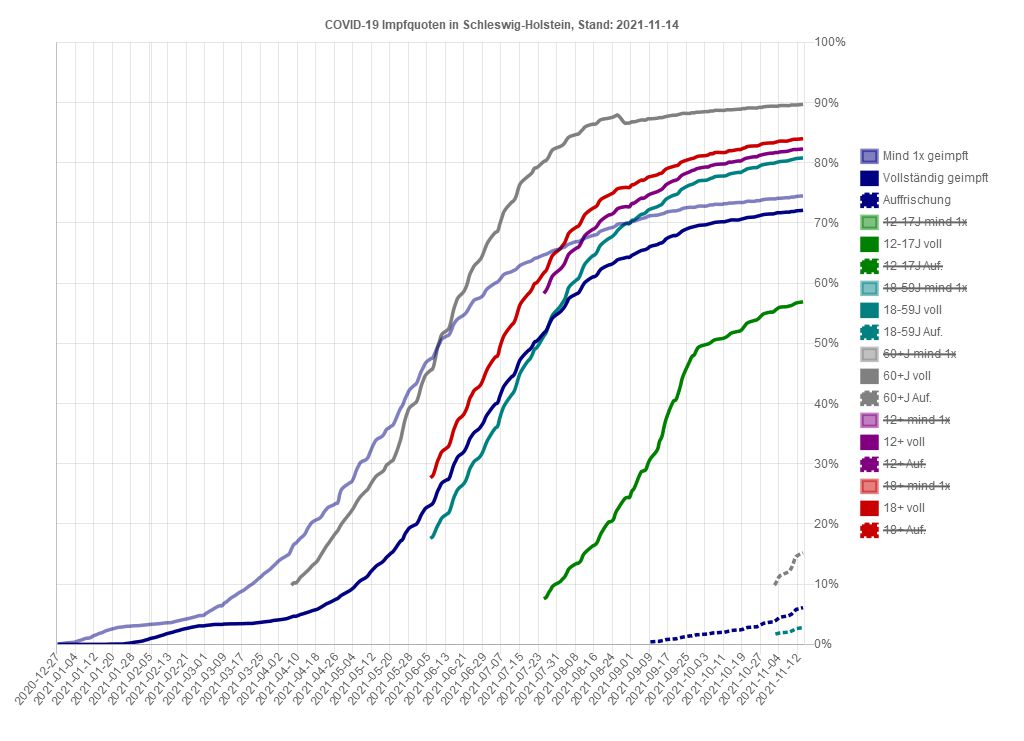 COVID-19 Impfquoten in Schleswig-Holstein, Stand: 2021-11-14
100%
90%
80%
70%
60%
50%
40%
30%
20%
10%
0%
Mind 1x geimpft
Vollständig geimpft
Auffrischung
12-17J mind 1x
12-17J voll
12-17J Auf.
18-59J mind 1x
18-59J voll
18-59J Auf.
60+J mind 1x
60+J voll
60+J Auf.
12+ mind 1x
12+ voll
12+ Auf.
18+ mind 1x
18+ voll
18+ Auf.
2020-12-27
2021-01-04
2021-01-12
2021-01-20
2021-01-28
2021-02-05
2021-02-13
2021-02-21
2021-03-01
2021-03-09
2021-03-17
2021-03-25
2021-04-02
2021-04-10
2021-04-18
2021-04-26
2021-05-04
2021-05-12
2021-05-20
2021-05-28
2021-06-05
2021-06-13
2021-06-21
2021-06-29
2021-07-07
2021-07-15
2021-07-23
2021-07-31
2021-08-08
2021-08-16
2021-08-24
2021-09-01
2021-09-09
2021-09-17
2021-09-25
2021-10-03
2021-10-11
2021-10-19
2021-10-27
2021-11-04
2021-11-12